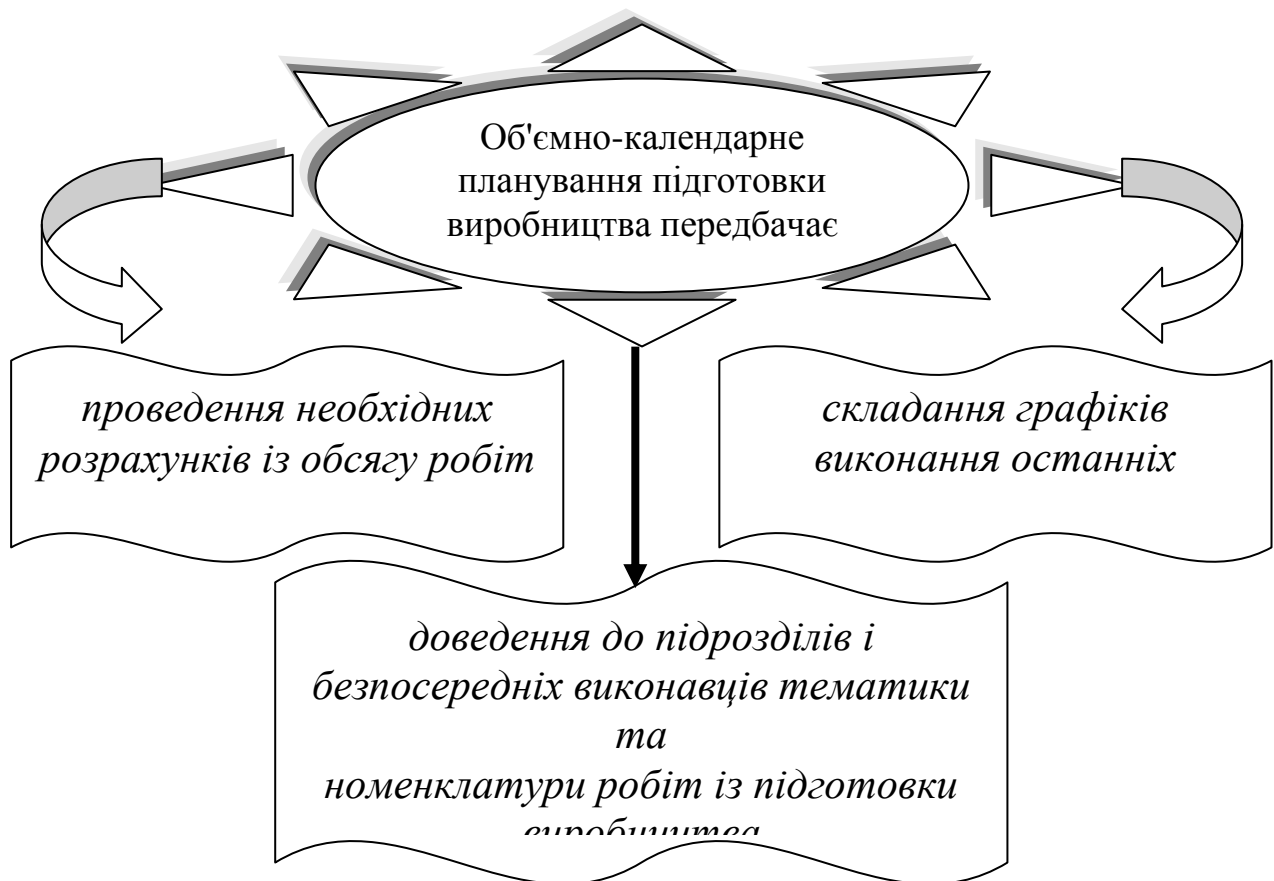 Об'ємно-календарне
планування підготовки
виробництва передбачає
проведення необхідних
розрахунків із обсягу робіт
складання графіків
виконання останніх
доведення до підрозділів і
безпосередніх виконавців тематики
та
номенклатури робіт із підготовки
виробництва